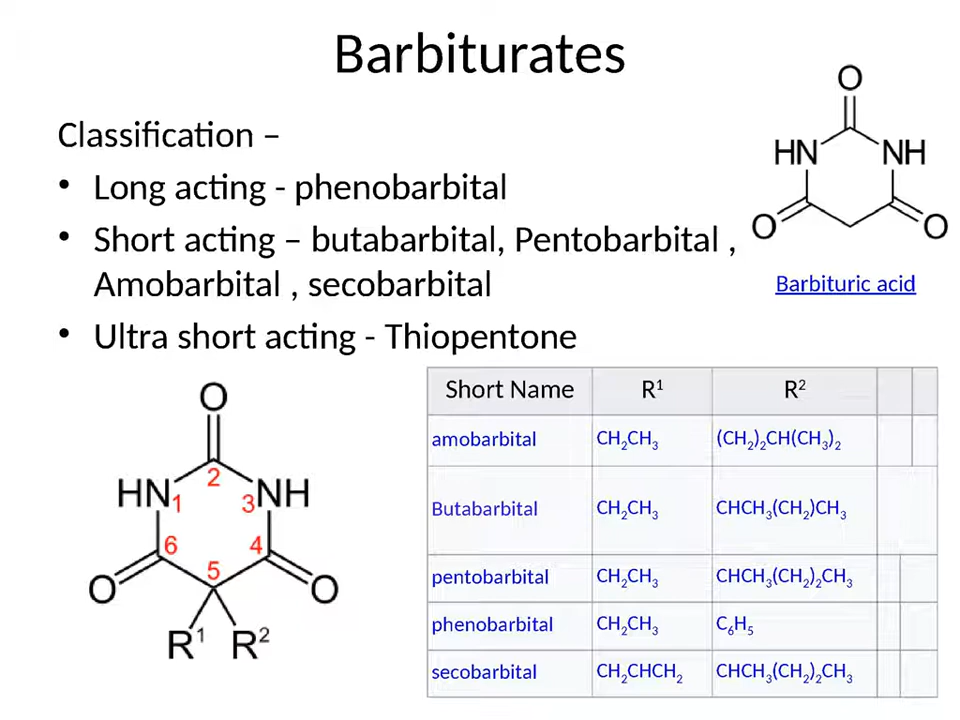 Barbiturates
Classification –
• Long acting - phenobarbital
• Short acting – butabarbital, Pentobarbital ,
Amobarbital , secobarbital
• Ultra short acting - Thiopentone
O
HN NH
O O
Barbituric acid
O
2
HN 1 3 NH
6 4
5
O O
R¹ R²
Short Name R¹ R²
amobarbital CH₂CH₃ (CH₂)₂CH(CH₃)₂
Butabarbital CH₂CH₃ CHCH₃(CH₂)CH₃
pentobarbital CH₂CH₃ CHCH₃(CH₂)₂CH₃
phenobarbital CH₂CH₃ C₆H₅
secobarbital CH₂CHCH₂ CHCH₃(CH₂)₂CH₃